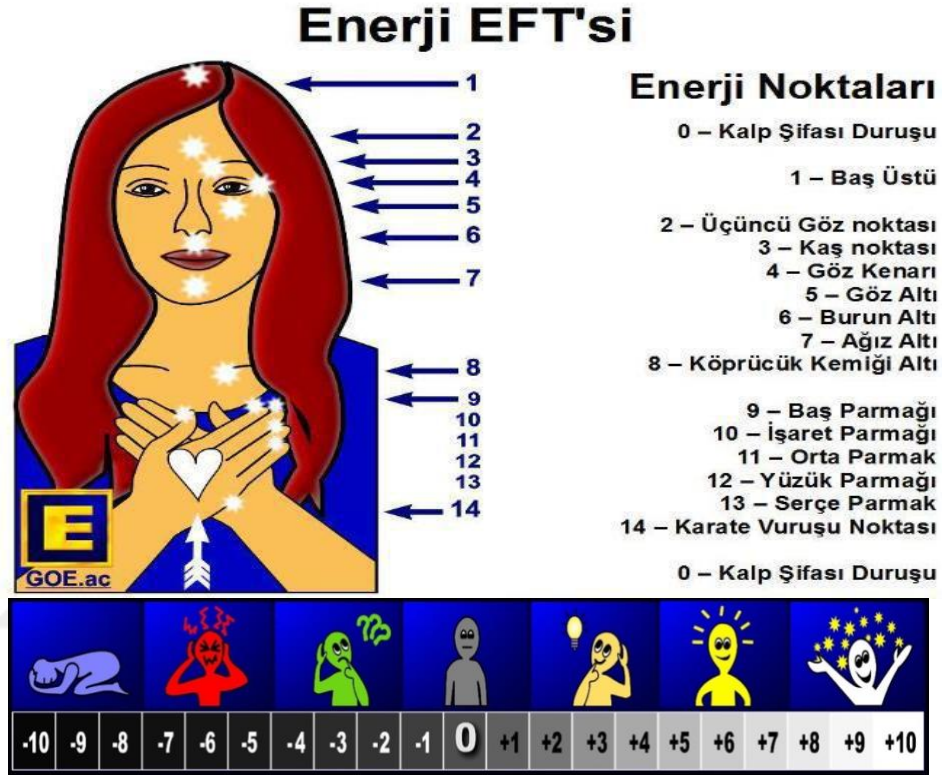 Enerji EFT'si
Enerji Noktaları
0 – Kalp Şifası Duruşu
1 – Baş Üstü
2 – Üçüncü Göz noktası
3 – Kaş noktası
4 – Göz Kenarı
5 – Göz Altı
6 – Burun Altı
7 – Ağız Altı
8 – Köprücük Kemiği Altı
9 – Baş Parmağı
10 – İşaret Parmağı
11 – Orta Parmak
12 – Yüzük Parmağı
13 – Serçe Parmak
14 – Karate Vuruşu Noktası
0 – Kalp Şifası Duruşu
1
2
3
4
5
6
7
8
9
10
11
12
13
14
E
GOE.ac
???
-10 -9 -8 -7 -6 -5 -4 -3 -2 -1 0 +1 +2 +3 +4 +5 +6 +7 +8 +9 +10